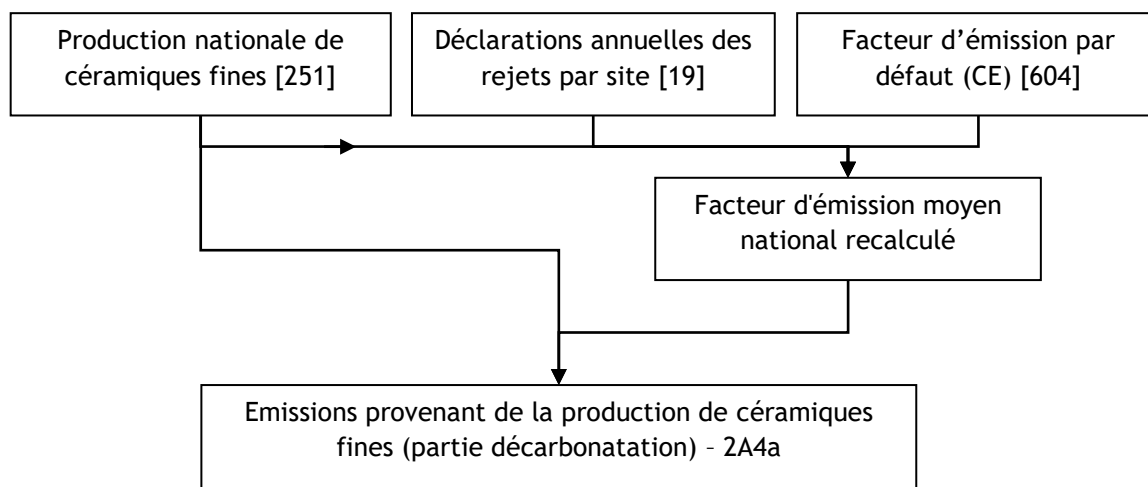 Production nationale de
céramiques fines [251]
Déclarations annuelles des
rejets par site [19]
Facteur d’émission par
défaut (CE) [604]
Facteur d'émission moyen
national recalculé
Emissions provenant de la production de céramiques
fines (partie décarbonatation) – 2A4a